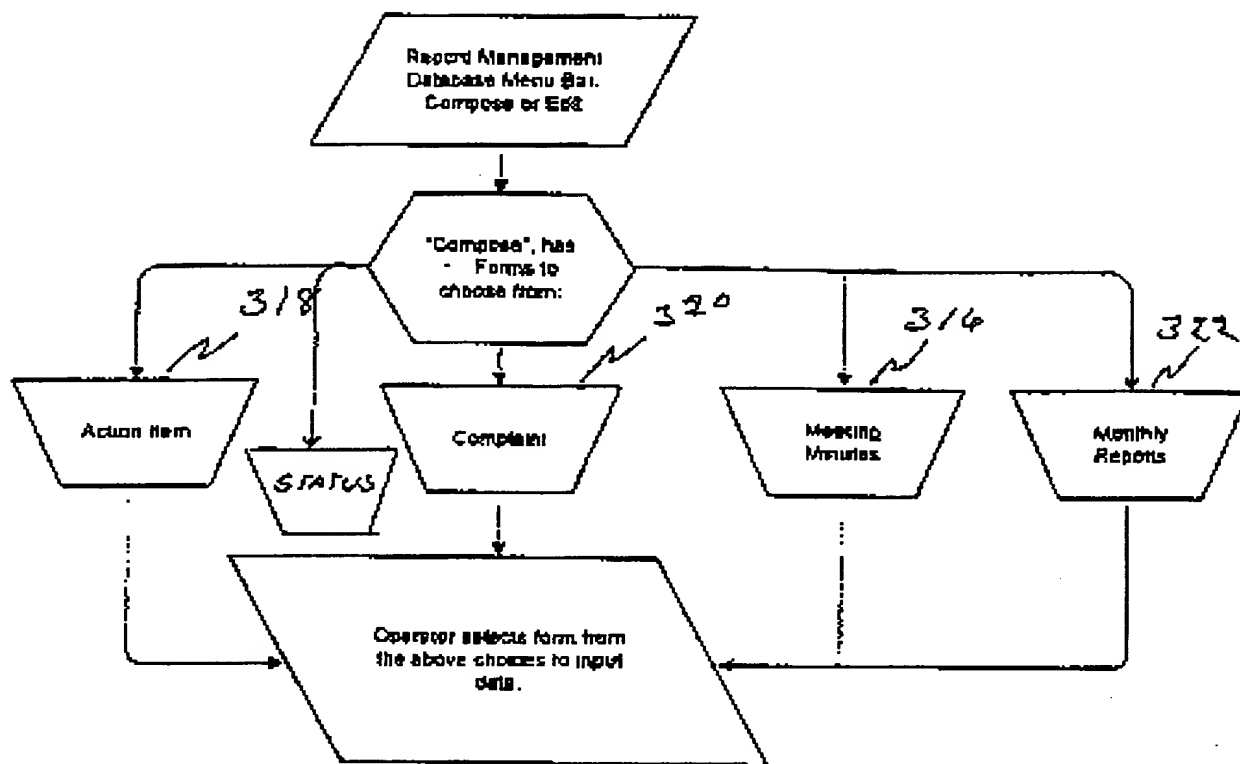 Record Management
Database Menu Bar.
Compose or Edit
"Compose", has
- Forms to
choose from:
318
320
314
322
Action Item
STATUS
Complaint
Meeting
Minutes.
Monthly
Reports
Operator selects form from
the above choices to input
data.